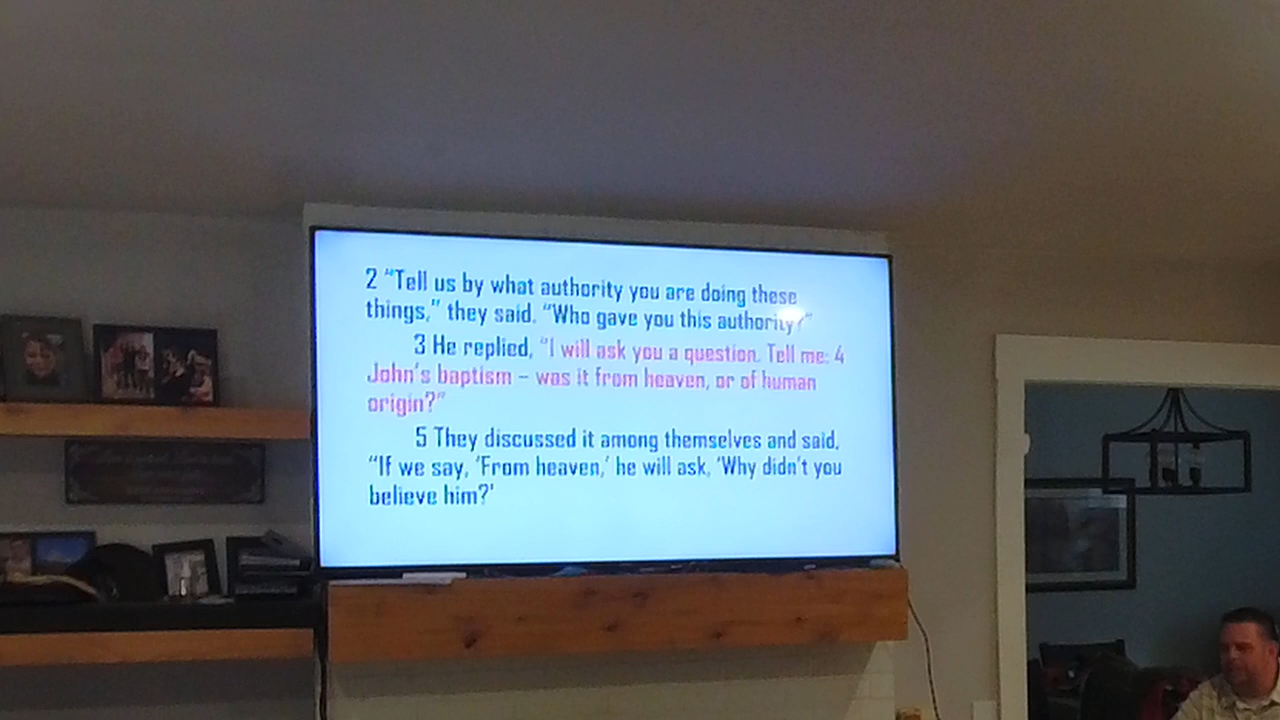 2 “Tell us by what authority you are doing these
things,” they said. “Who gave you this authority?”
3 He replied, “I will ask you a question. Tell me: 4
John’s baptism – was it from heaven, or of human
origin?”
5 They discussed it among themselves and said,
“If we say, ‘From heaven,’ he will ask, ‘Why didn’t you
believe him?’